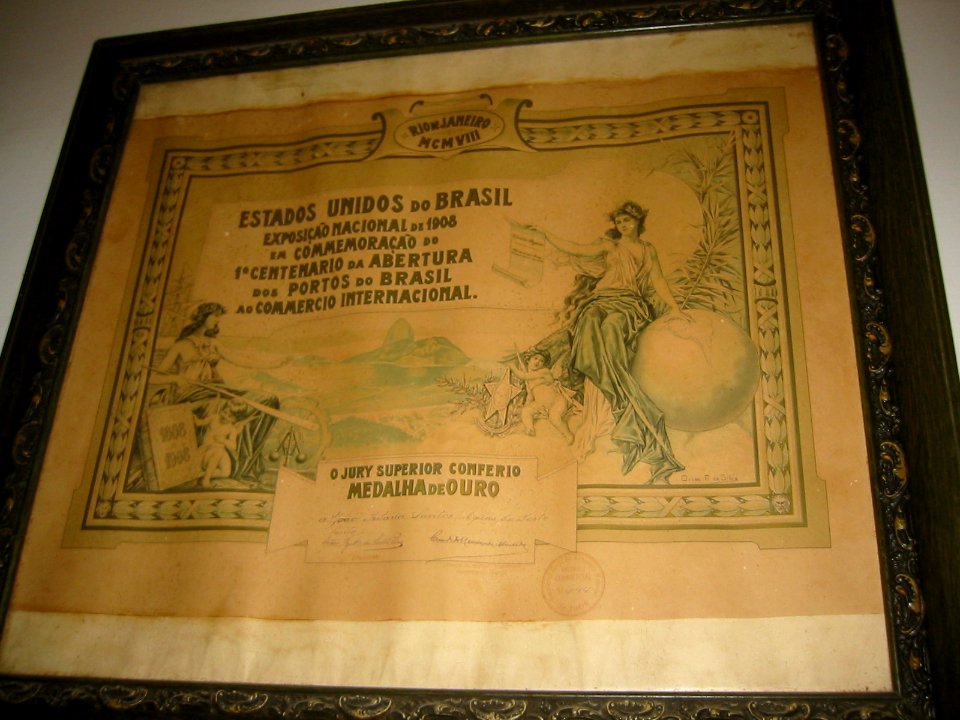 RIO DE JANEIRO
MCMVIII
ESTADOS UNIDOS DO BRASIL
EXPOSIÇÃO NACIONAL DE 1908
EM COMMEMORAÇÃO DO
1º CENTENARIO DA ABERTURA
DOS PORTOS DO BRASIL
AO COMMERCIO INTERNACIONAL.
1808
1908
O JURY SUPERIOR CONFERIO
MEDALHA DE OURO
a João